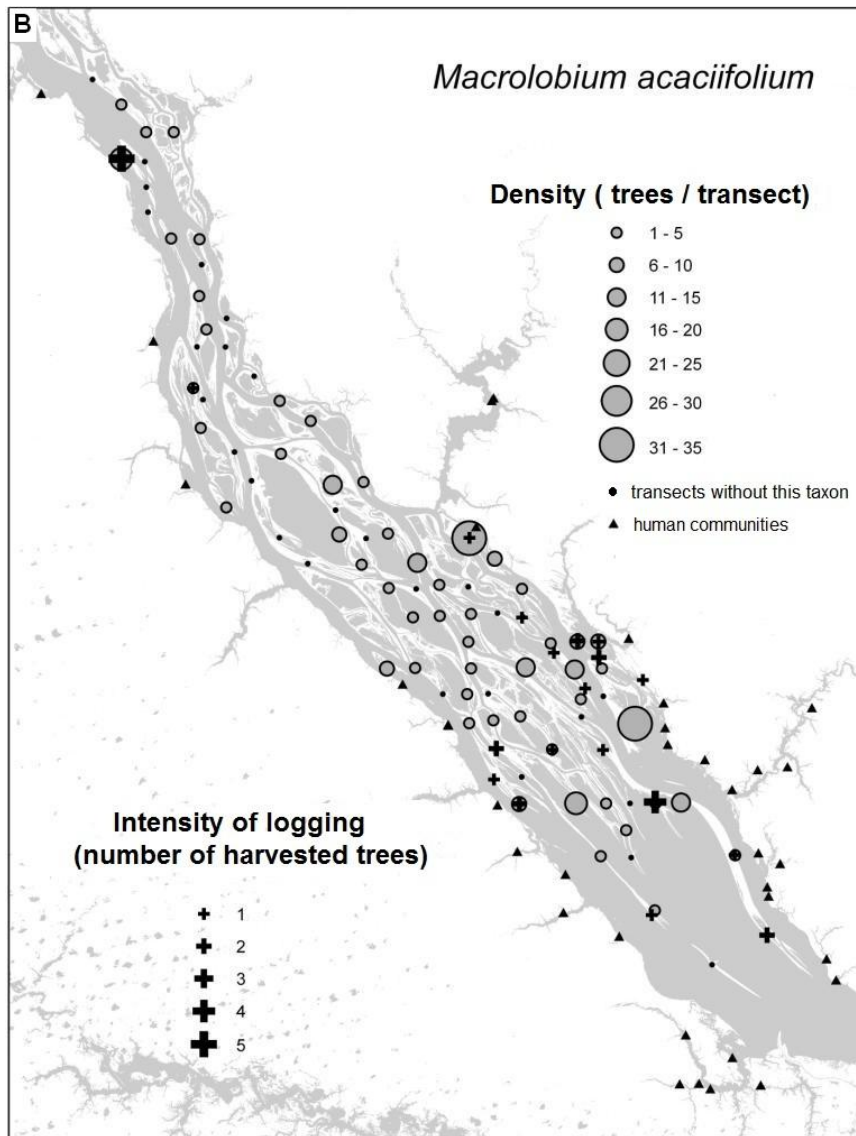 B
Macrolobium acaciifolium
Density ( trees / transect)
1 - 5
6 - 10
11 - 15
16 - 20
21 - 25
26 - 30
31 - 35
transects without this taxon
human communities
Intensity of logging
(number of harvested trees)
1
2
3
4
5